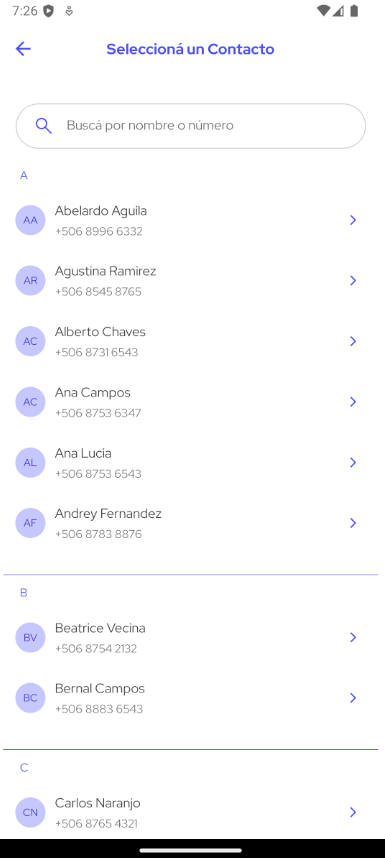 7:26
Seleccioná un Contacto
Buscá por nombre o número
A
AA
Abelardo Aguila
+506 8996 6332
AR
Agustina Ramirez
+506 8545 8765
AC
Alberto Chaves
+506 8731 6543
AC
Ana Campos
+506 8753 6347
AL
Ana Lucia
+506 8753 6543
AF
Andrey Fernandez
+506 8783 8876
B
BV
Beatrice Vecina
+506 8754 2132
BC
Bernal Campos
+506 8883 6543
C
CN
Carlos Naranjo
+506 8765 4321